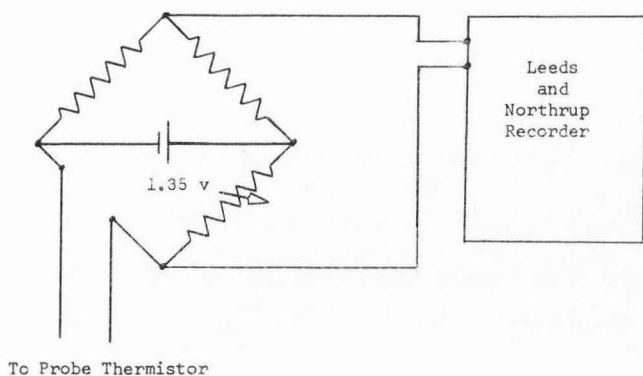 Leeds
and
Northrup
Recorder
1.35 v
To Probe Thermistor